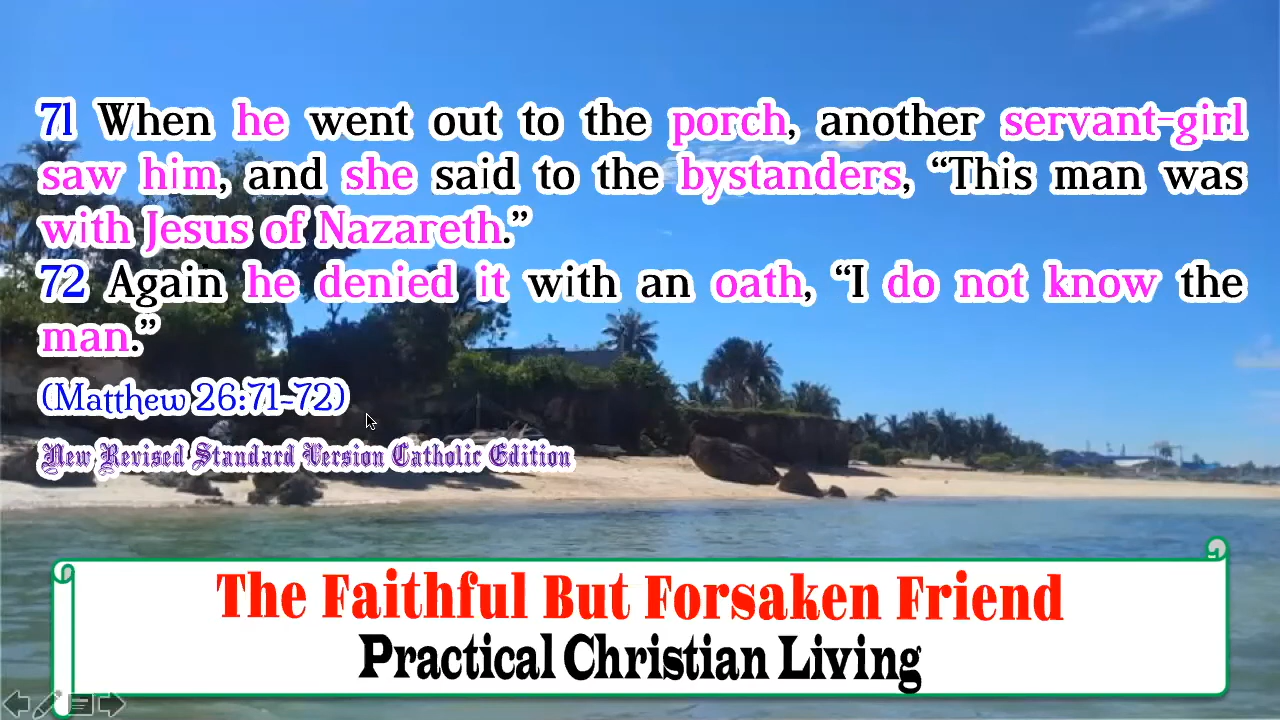 71 When he went out to the porch, another servant-girl
saw him, and she said to the bystanders, “This man was
with Jesus of Nazareth.”
72 Again he denied it with an oath, “I do not know the
man.”
(Matthew 26:71-72)
New Revised Standard Version Catholic Edition
The Faithful But Forsaken Friend
Practical Christian Living